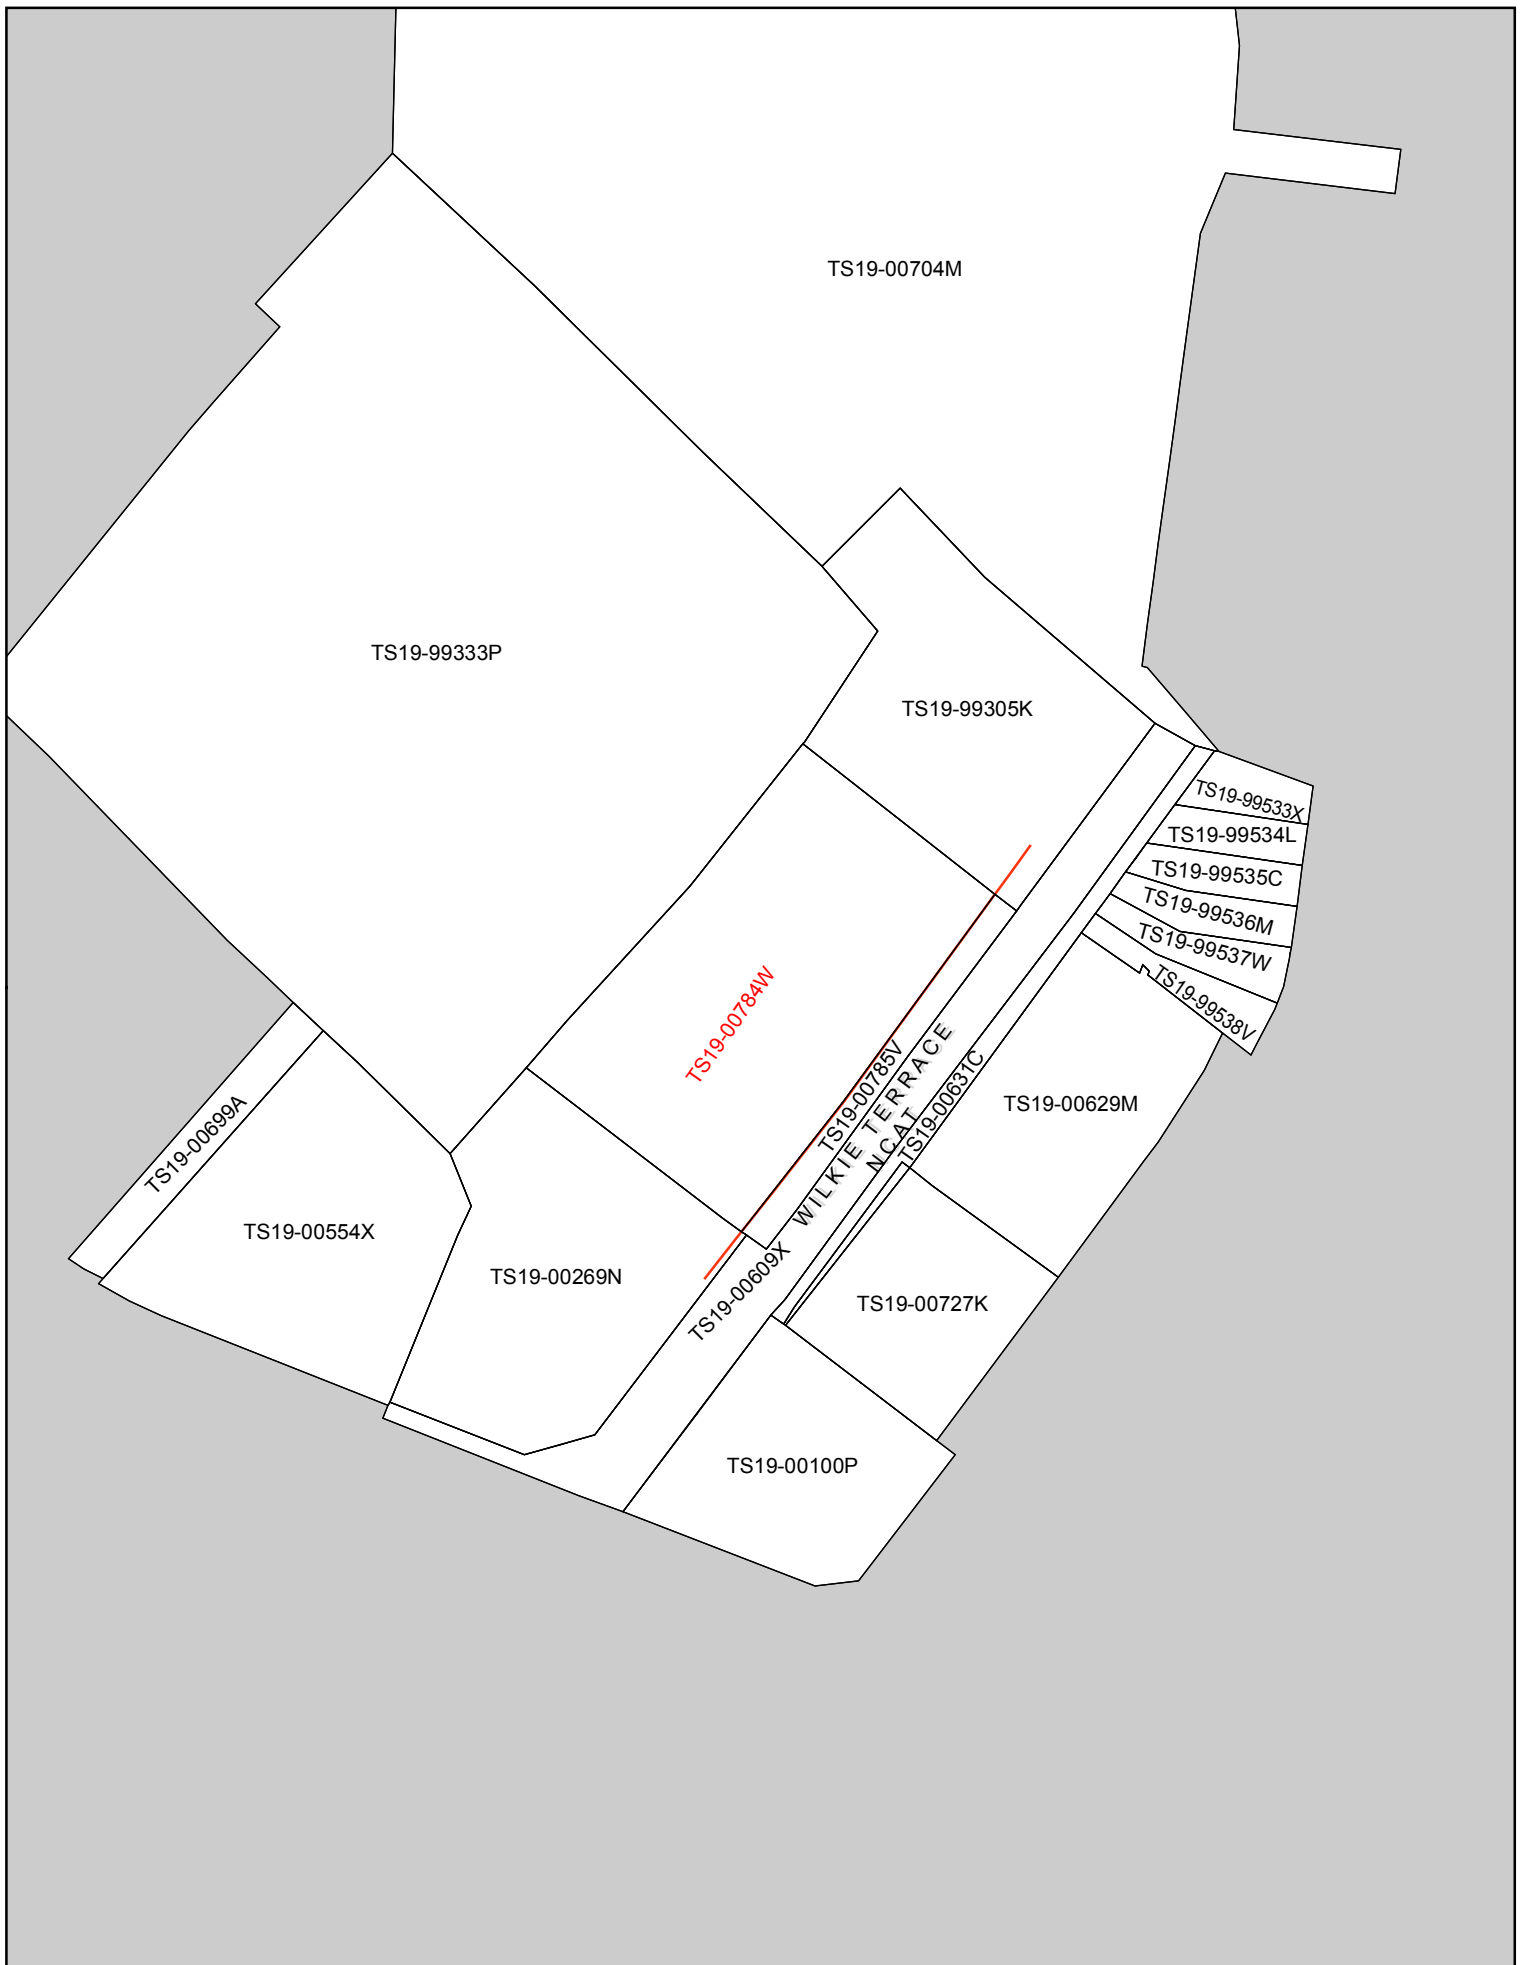 TS19-00704M
TS19-99333P
TS19-99305K
TS19-99533X
TS19-99534L
TS19-99535C
TS19-99536M
TS19-99537W
TS19-99538V
TS19-00784W
TS19-00785V
WILKIE TERRACE
NCAT
TS19-00631C
TS19-00629M
TS19-00699A
TS19-00554X
TS19-00269N
TS19-00609X
TS19-00727K
TS19-00100P